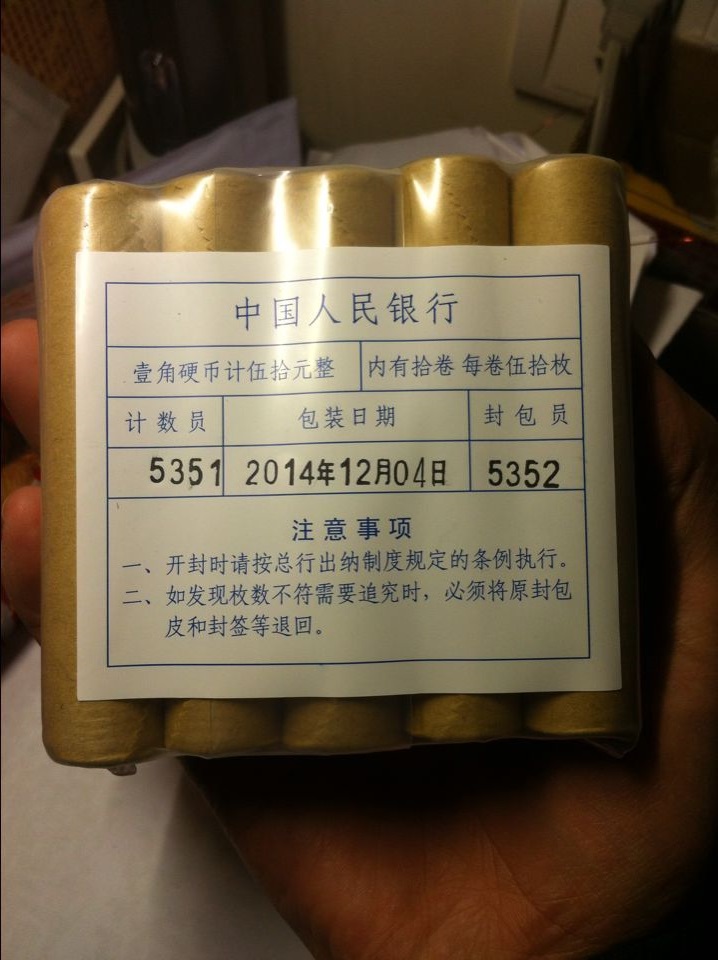 中国人民银行
壹角硬币计伍拾元整 内有拾卷 每卷伍拾枚
计数员 包装日期 封包员
5351 2014年12月04日 5352
注意事项
一、开封时请按总行出纳制度规定的条例执行。
二、如发现枚数不符需要追究时，必须将原封包
皮和封签等退回。